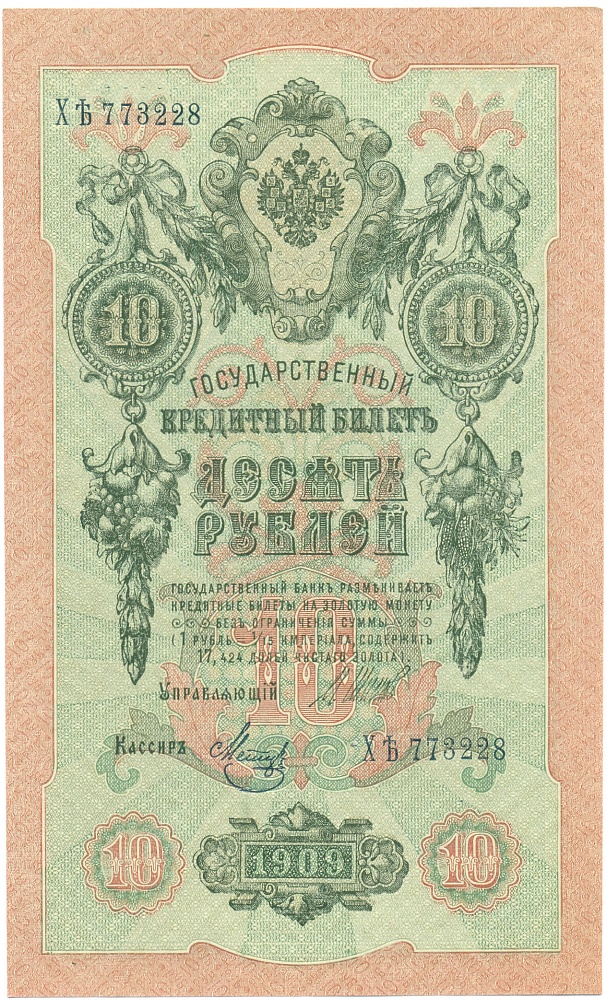 ХѢ 773228
10 10
ГОСУДАРСТВЕННЫЙ
КРЕДИТНЫЙ БИЛЕТЪ
ДЕСЯТЬ
РУБЛЕЙ
ГОСУДАРСТВЕННЫЙ БАНКЪ РАЗМѢНИВАЕТЪ
КРЕДИТНЫЕ БИЛЕТЫ НА ЗОЛОТУЮ МОНЕТУ
БЕЗЪ ОГРАНИЧЕНІЯ СУММЫ
(1 РУБЛЬ = 1/15 ИМПЕРІАЛА, СОДЕРЖИТЪ
17,424 ДОЛЕЙ ЧИСТАГО ЗОЛОТА).
10
УПРАВЛЯЮЩІЙ
КАССИРЪ
ХѢ 773228
10 1909 10